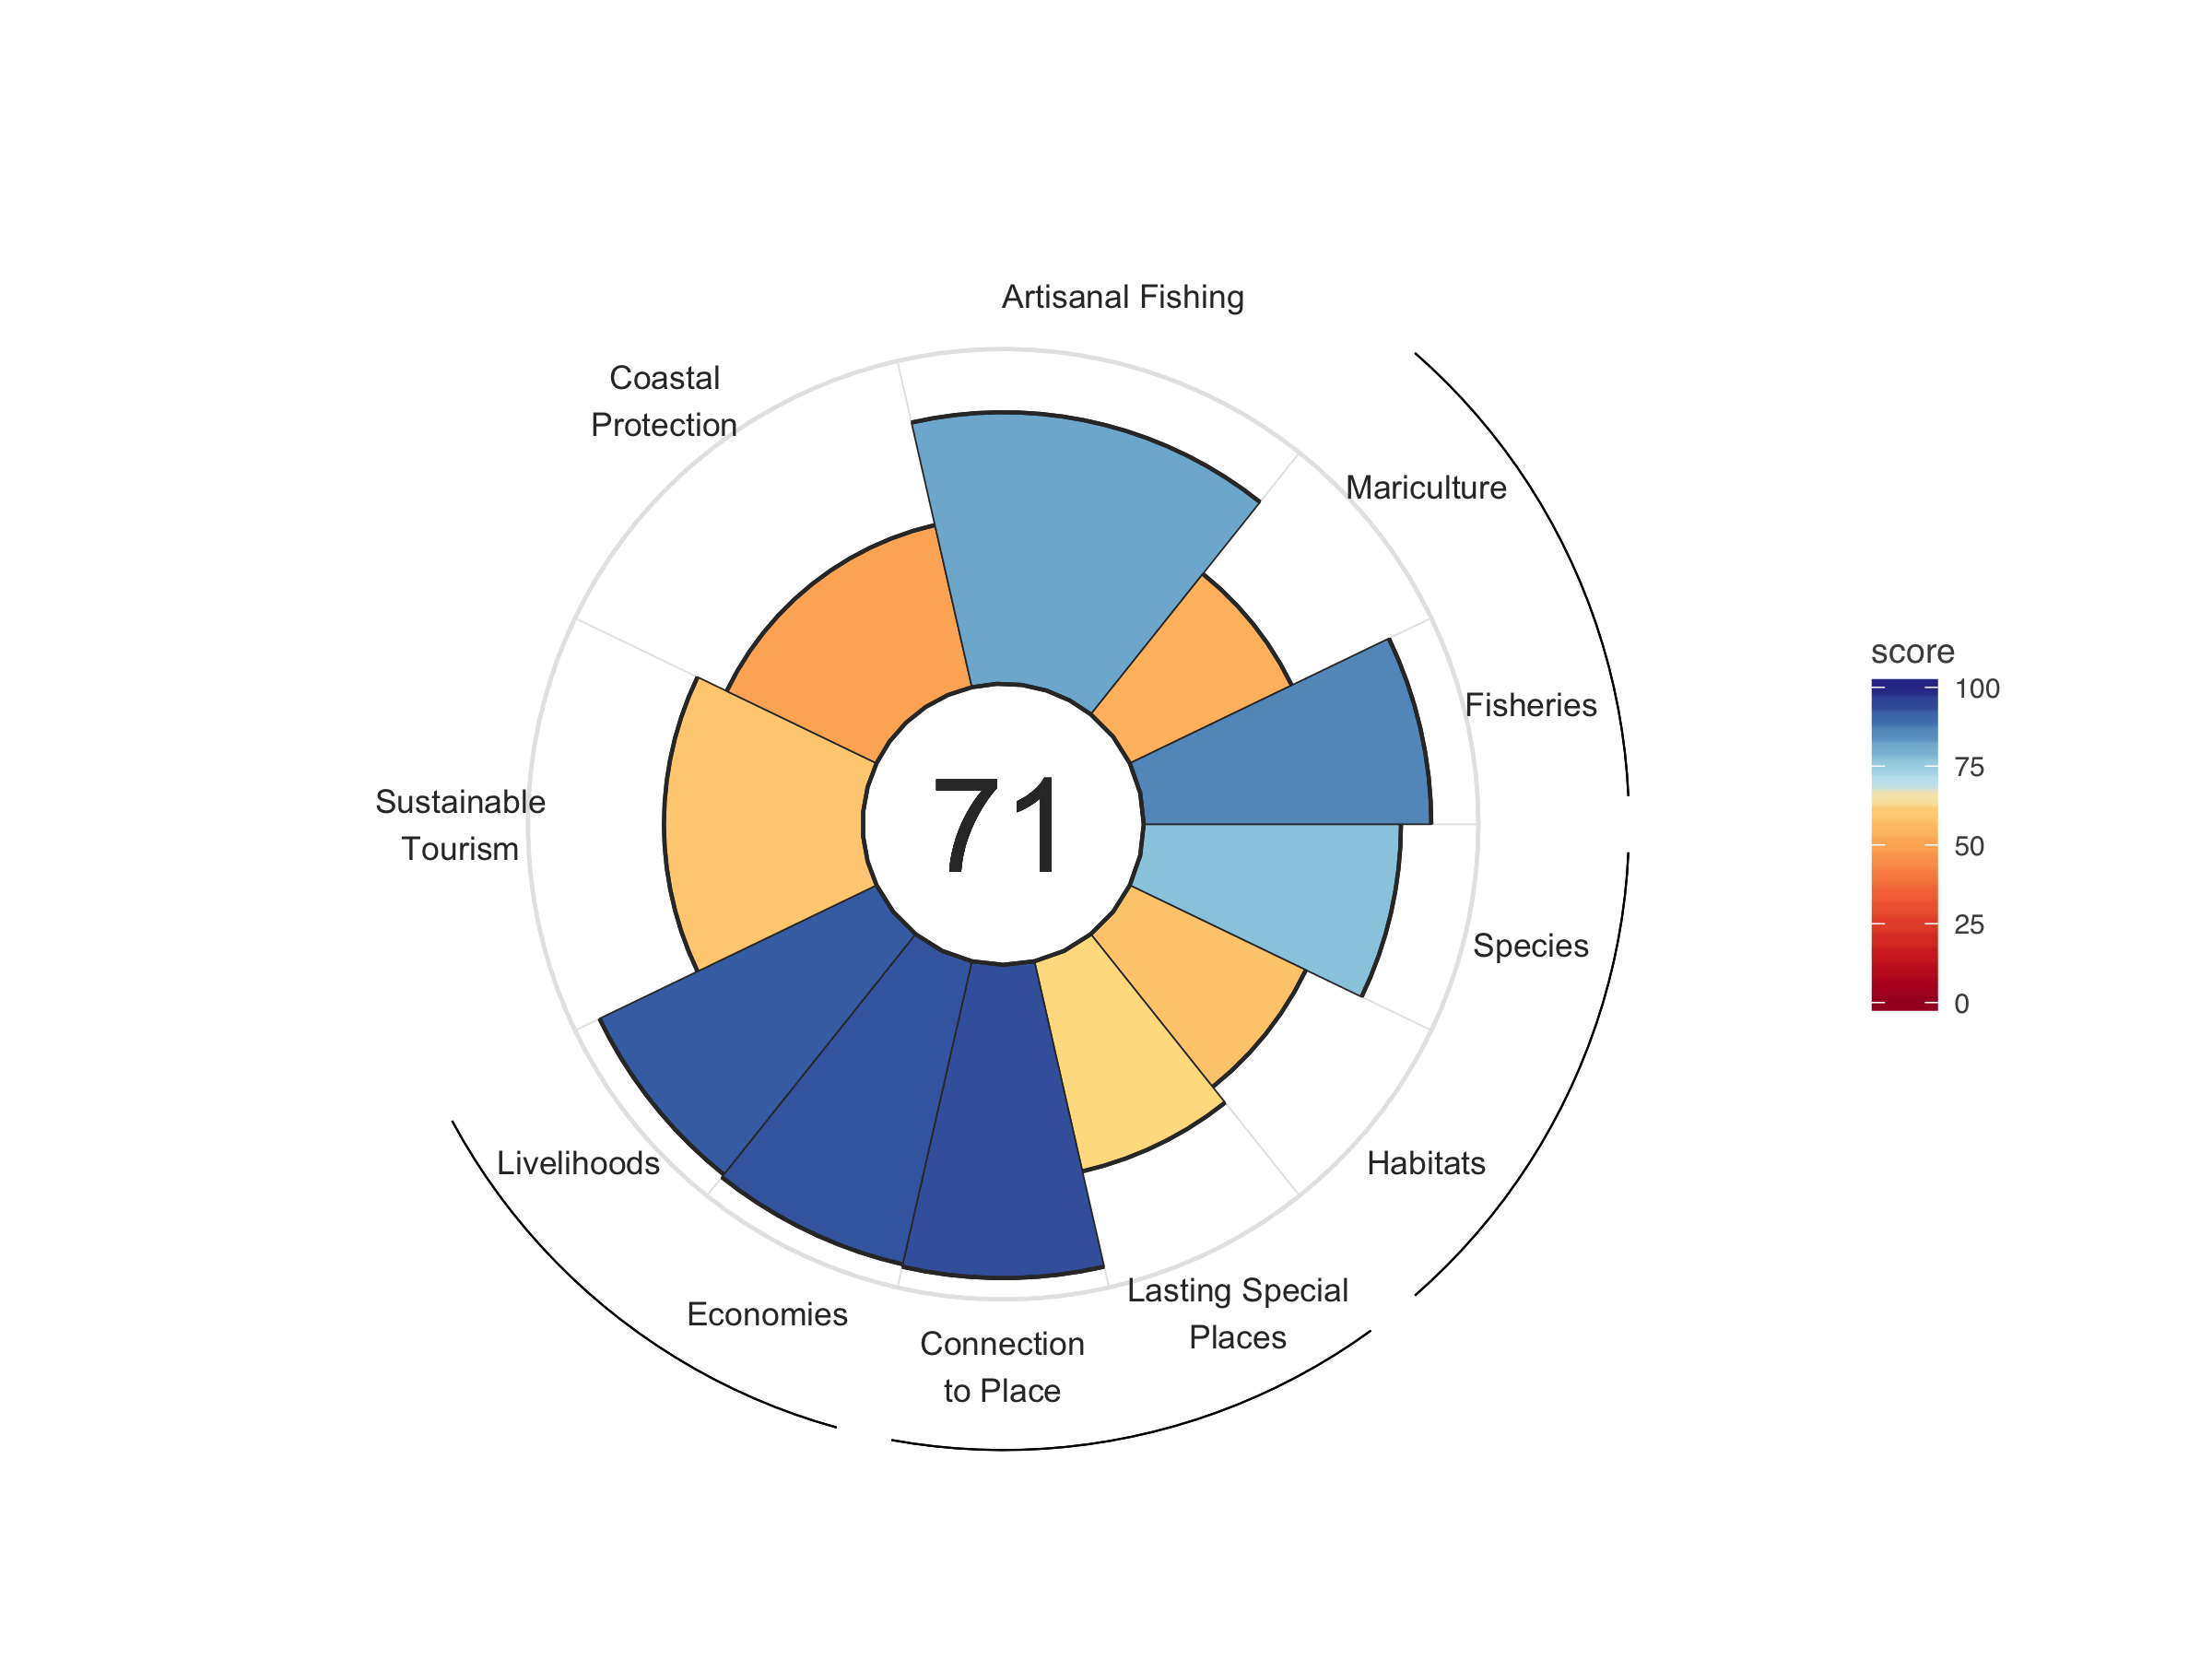 Artisanal Fishing
Coastal
Protection
Mariculture
Fisheries
score
100
75
50
25
0
71
Sustainable
Tourism
Species
Livelihoods
Habitats
Economies
Lasting Special
Places
Connection
to Place